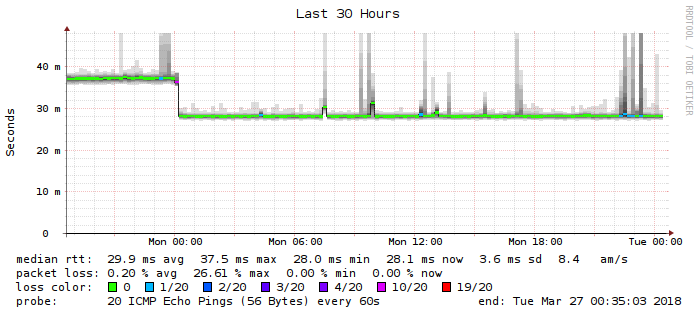 Last 30 Hours
RRDTOOL / TOBI OETIKER
Seconds
40 m
30 m
20 m
10 m
0
Mon 00:00 Mon 06:00 Mon 12:00 Mon 18:00 Tue 00:00
median rtt: 29.9 ms avg 37.5 ms max 28.0 ms min 28.1 ms now 3.6 ms sd 8.4 am/s
packet loss: 0.20 % avg 26.61 % max 0.00 % min 0.00 % now
loss color: 0 1/20 2/20 3/20 4/20 10/20 19/20
probe: 20 ICMP Echo Pings (56 Bytes) every 60s end: Tue Mar 27 00:35:03 2018